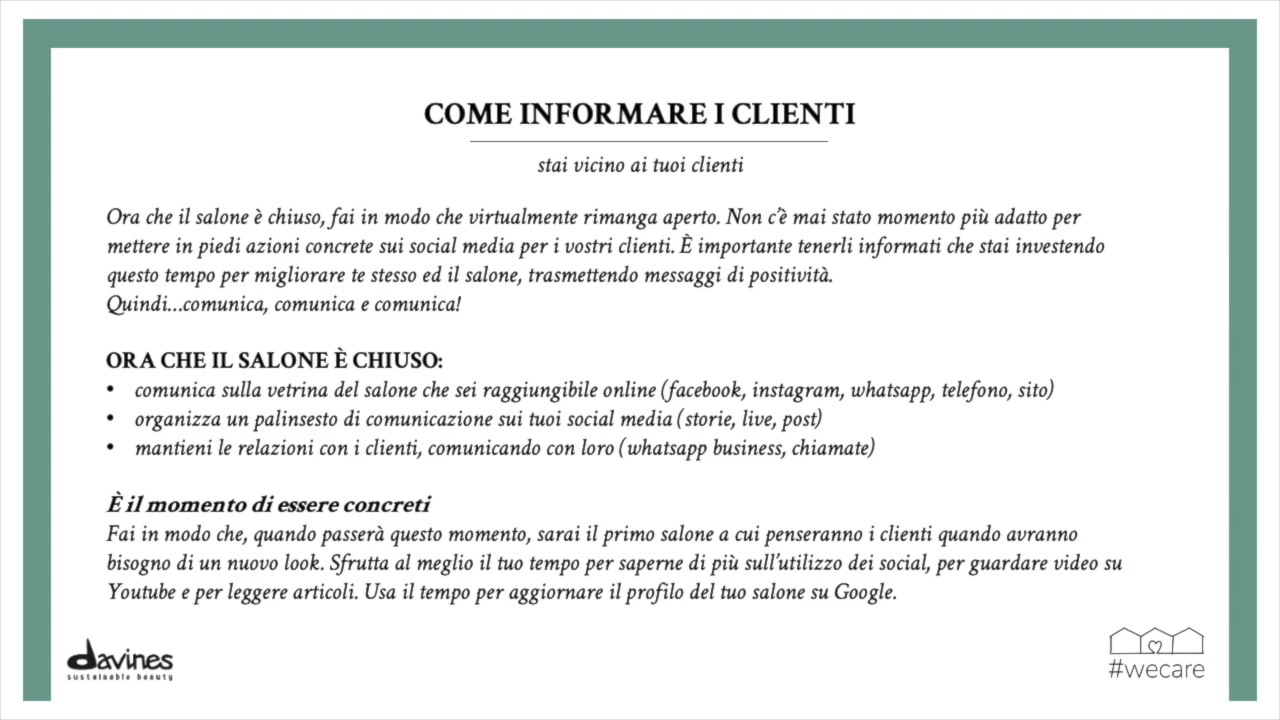 COME INFORMARE I CLIENTI
stai vicino ai tuoi clienti
Ora che il salone è chiuso, fai in modo che virtualmente rimanga aperto. Non c'è mai stato momento più adatto per
mettere in piedi azioni concrete sui social media per i vostri clienti. È importante tenerli informati che stai investendo
questo tempo per migliorare te stesso ed il salone, trasmettendo messaggi di positività.
Quindi...comunica, comunica e comunica!
ORA CHE IL SALONE È CHIUSO:
• comunica sulla vetrina del salone che sei raggiungibile online (facebook, instagram, whatsapp, telefono, sito)
• organizza un palinsesto di comunicazione sui tuoi social media (storie, live, post)
• mantieni le relazioni con i clienti, comunicando con loro (whatsapp business, chiamate)
È il momento di essere concreti
Fai in modo che, quando passerà questo momento, sarai il primo salone a cui penseranno i clienti quando avranno
bisogno di un nuovo look. Sfrutta al meglio il tuo tempo per saperne di più sull'utilizzo dei social, per guardare video su
Youtube e per leggere articoli. Usa il tempo per aggiornare il profilo del tuo salone su Google.
davines
sustainable beauty
#wecare